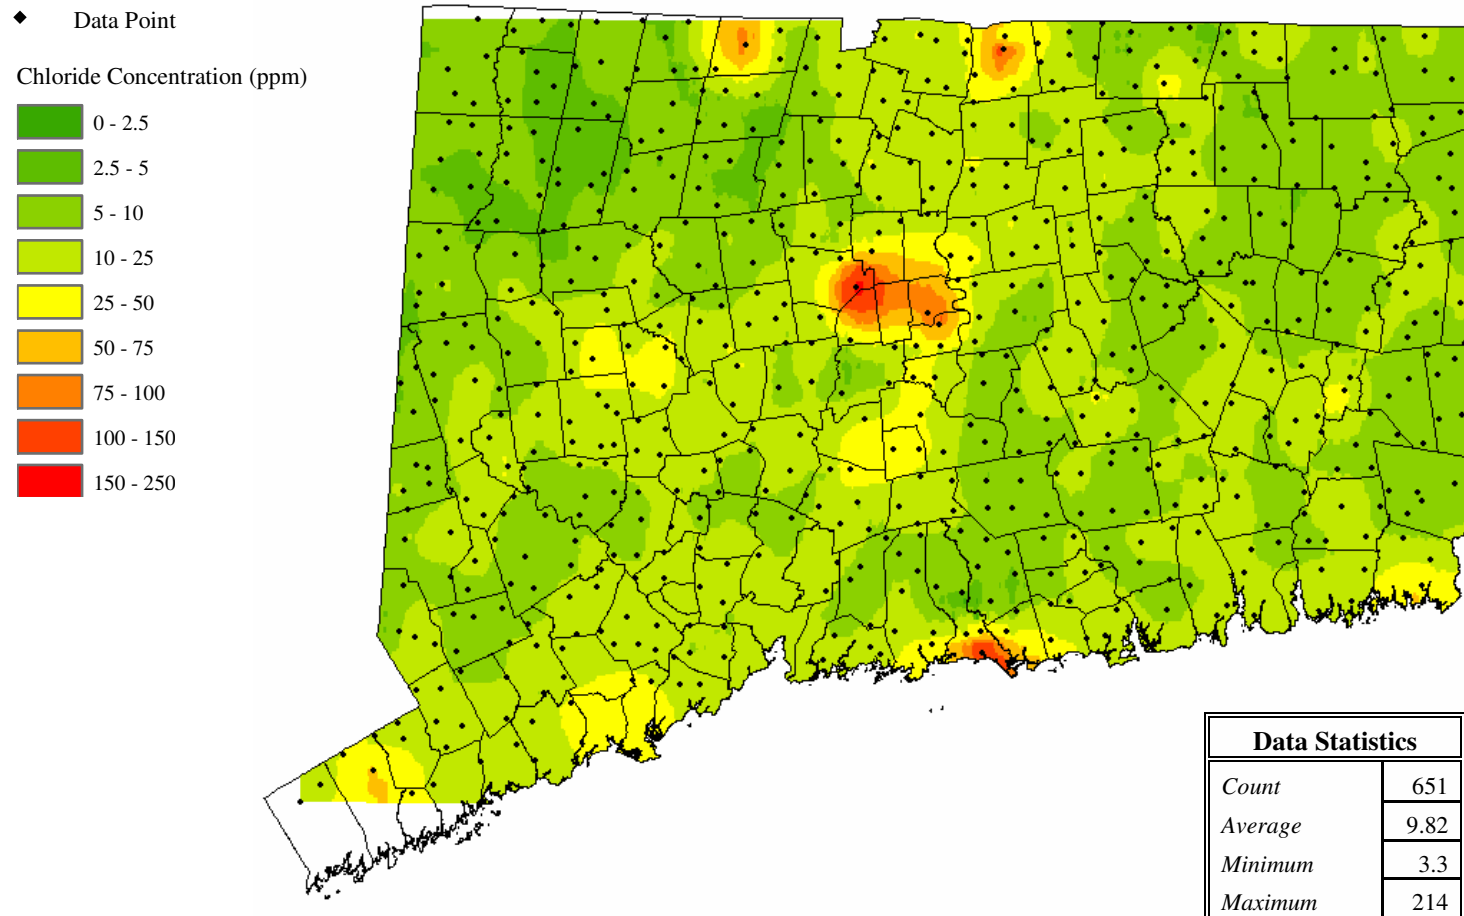 Data Point
Chloride Concentration (ppm)
0 - 2.5
2.5 - 5
5 - 10
10 - 25
25 - 50
50 - 75
75 - 100
100 - 150
150 - 250
Data Statistics
Count 651
Average 9.82
Minimum 3.3
Maximum 214